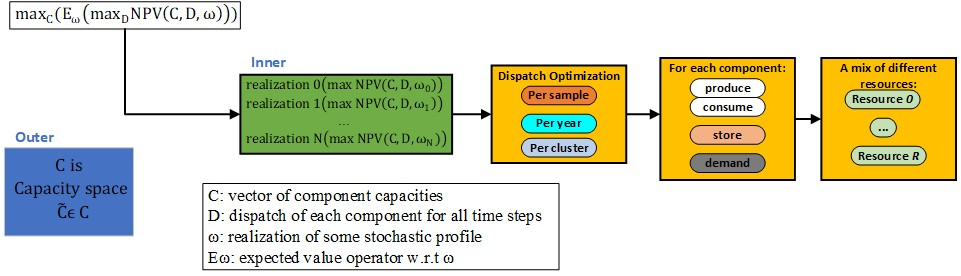 max_C(E_ω(max_D NPV(C, D, ω)))
Outer
C is
Capacity space
C̃ϵ C
Inner
realization 0(max NPV(C, D, ω₀))
realization 1(max NPV(C, D, ω₁))
...
realization N(max NPV(C, D, ω_N))
Dispatch Optimization
Per sample
Per year
Per cluster
For each component:
produce
consume
store
demand
A mix of different
resources:
Resource 0
...
Resource R
C: vector of component capacities
D: dispatch of each component for all time steps
ω: realization of some stochastic profile
Eω: expected value operator w.r.t ω